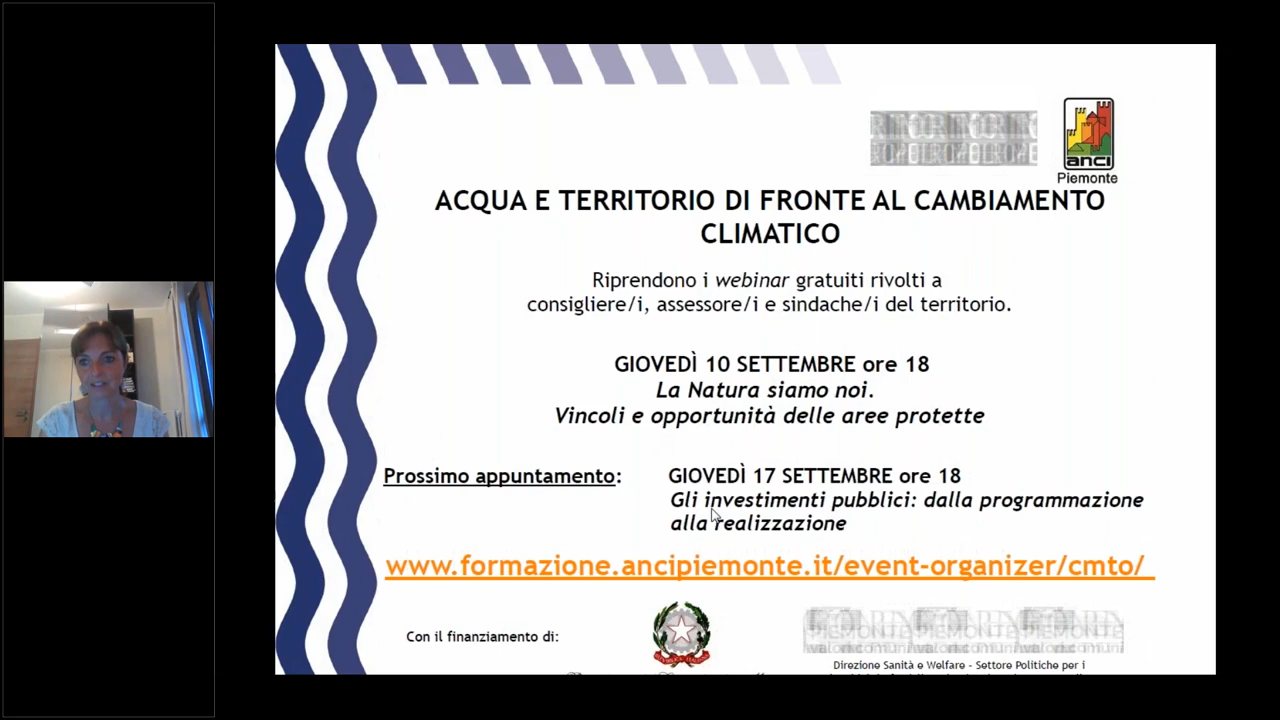 anci
Piemonte
ACQUA E TERRITORIO DI FRONTE AL CAMBIAMENTO
CLIMATICO
Riprendono i webinar gratuiti rivolti a
consigliere/i, assessore/i e sindache/i del territorio.
GIOVEDÌ 10 SETTEMBRE ore 18
La Natura siamo noi.
Vincoli e opportunità delle aree protette
Prossimo appuntamento: GIOVEDÌ 17 SETTEMBRE ore 18
Gli investimenti pubblici: dalla programmazione
alla realizzazione
www.formazione.ancipiemonte.it/event-organizer/cmto/
Con il finanziamento di:
PIEMONTE
Direzione Sanità e Welfare - Settore Politiche per i